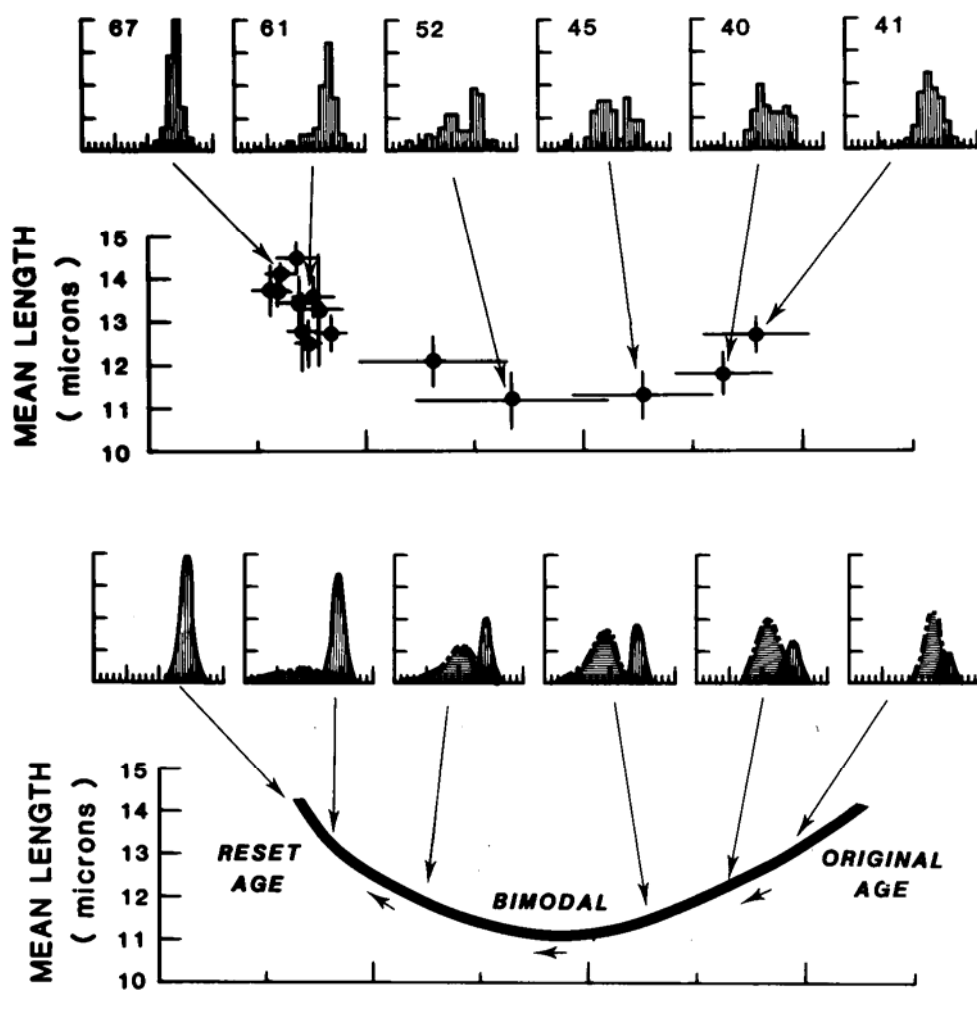 67 61 52 45 40 41
MEAN LENGTH
( microns )
15
14
13
12
11
10
MEAN LENGTH
( microns )
15
14
13
12
11
10
RESET
AGE
BIMODAL
ORIGINAL
AGE